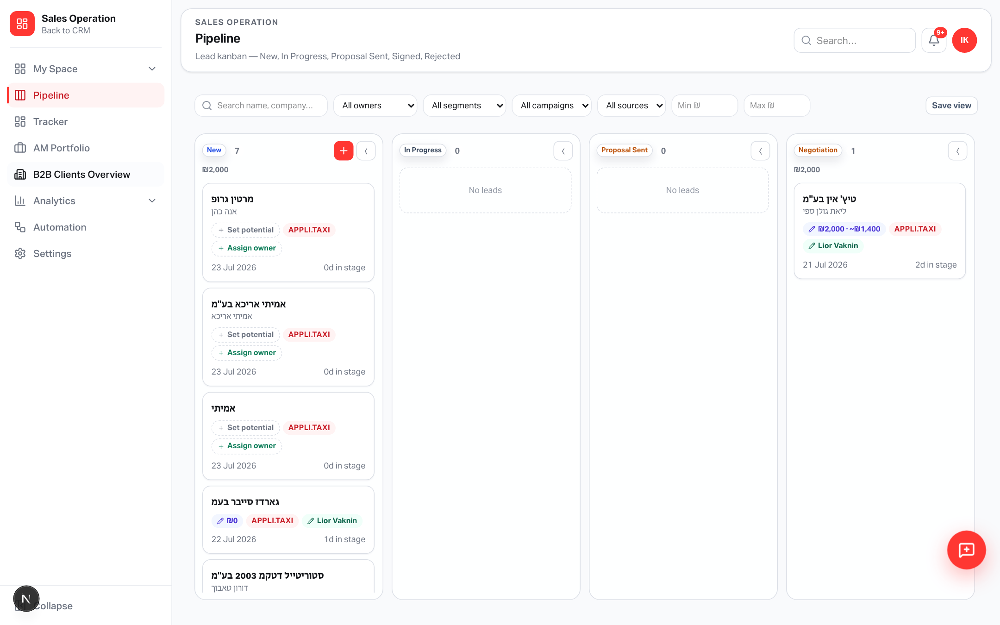 Sales Operation
Back to CRM
My Space
Pipeline
Tracker
AM Portfolio
B2B Clients Overview
Analytics
Automation
Settings
N
Collapse
SALES OPERATION
Pipeline
Lead kanban — New, In Progress, Proposal Sent, Signed, Rejected
Search...
9+
IK
Search name, company...
All owners
All segments
All campaigns
All sources
Min ₪
Max ₪
Save view
New 7
₪2,000
מרטין גרופ
אנה כהן
+ Set potential APPLI.TAXI
+ Assign owner
23 Jul 2026 0d in stage
אמיתי אריכא בע"מ
אמיתי אריכא
+ Set potential APPLI.TAXI
+ Assign owner
23 Jul 2026 0d in stage
אמיתי
+ Set potential APPLI.TAXI
+ Assign owner
23 Jul 2026 0d in stage
גארדז סייבר בעמ
₪0 APPLI.TAXI Lior Vaknin
22 Jul 2026 1d in stage
סטוריטייל דטקמ 2003 בע"מ
דורון טאבוך
In Progress 0
No leads
Proposal Sent 0
No leads
Negotiation 1
₪2,000
טיץ' אין בע"מ
ליאת גולן ספי
₪2,000 · ~₪1,400 APPLI.TAXI
Lior Vaknin
21 Jul 2026 2d in stage